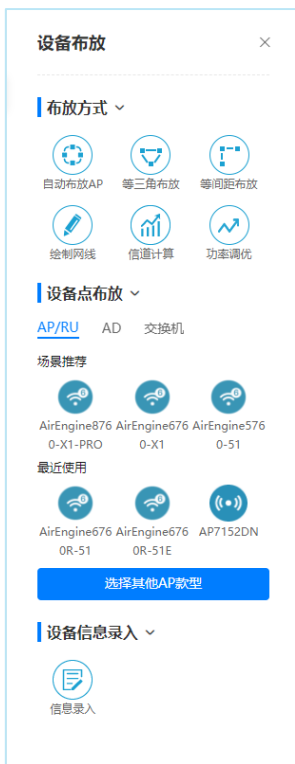 设备布放
布放方式
自动布放AP 等三角布放 等间距布放
绘制网线 信道计算 功率调优
设备点布放
AP/RU AD 交换机
场景推荐
AirEngine876 AirEngine676 AirEngine576
0-X1-PRO 0-X1 0-51
最近使用
AirEngine676 AirEngine676 AP7152DN
0R-51 0R-51E
选择其他AP款型
设备信息录入
信息录入